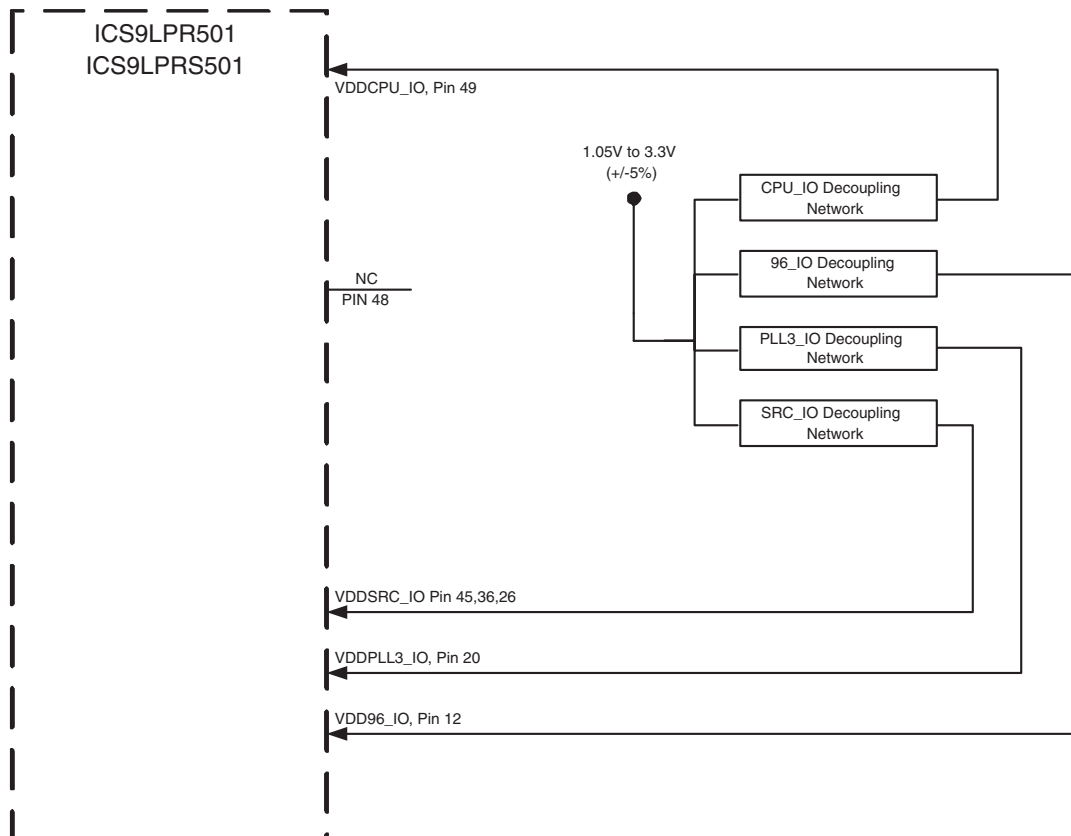 ICS9LPR501
ICS9LPRS501
VDDCPU_IO, Pin 49
1.05V to 3.3V
(+/-5%)
CPU_IO Decoupling
Network
96_IO Decoupling
Network
NC
PIN 48
PLL3_IO Decoupling
Network
SRC_IO Decoupling
Network
VDDSRC_IO Pin 45,36,26
VDDPLL3_IO, Pin 20
VDD96_IO, Pin 12